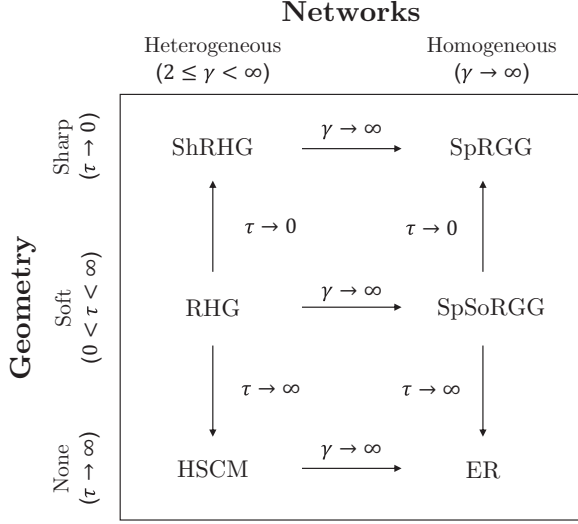 Networks
Heterogeneous Homogeneous
(2 ≤ γ < ∞) (γ → ∞)
Geometry
Sharp
(τ → 0)
Soft
(0 < τ < ∞)
None
(τ → ∞)
ShRHG γ → ∞ SpRGG
τ → 0 τ → 0
RHG γ → ∞ SpSoRGG
τ → ∞ τ → ∞
HSCM γ → ∞ ER